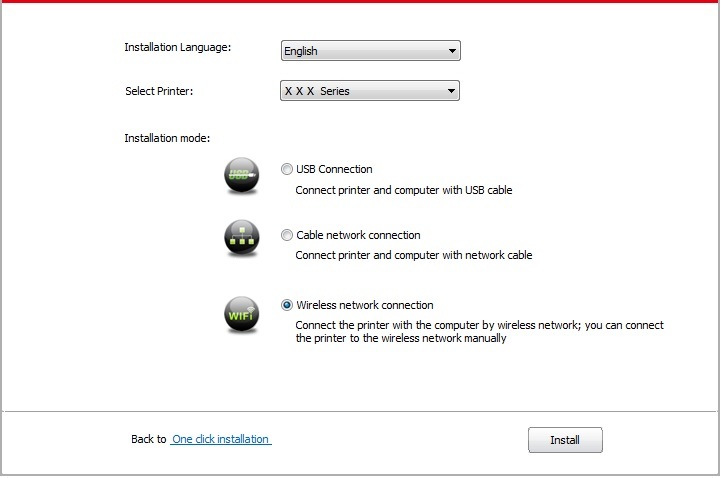 Installation Language:
English
Select Printer:
X X X Series
Installation mode:
USB
USB Connection
Connect printer and computer with USB cable
Cable network connection
Connect printer and computer with network cable
WiFi
Wireless network connection
Connect the printer with the computer by wireless network; you can connect
the printer to the wireless network manually
Back to One click installation
Install